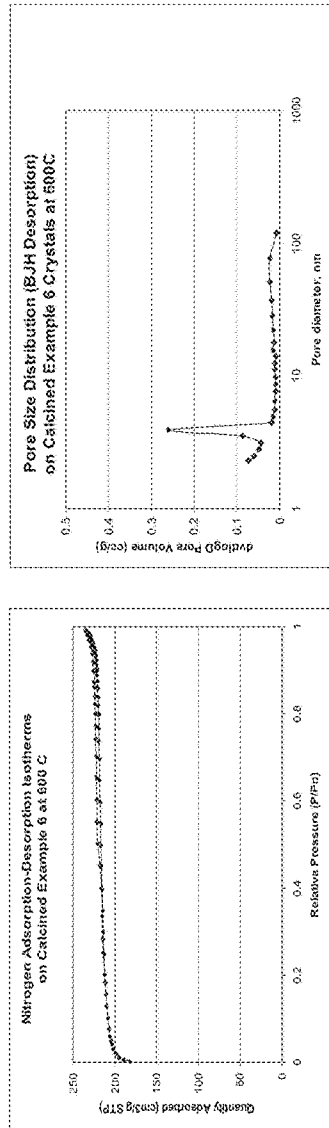 Nitrogen Adsorption-Desorption Isotherms
on Calcined Example 6 at 600 C
Quantity Adsorbed (cm3/g STP)
250
200
150
100
50
0
0
0.2
0.4
0.6
0.8
1
Relative Pressure (P/Po)
Pore Size Distribution (BJH Desorption)
on Calcined Example 6 Crystals at 600C
dvdlogD Pore Volume (cc/g)
0.5
0.4
0.3
0.2
0.1
0
1
10
100
1000
Pore diameter, nm